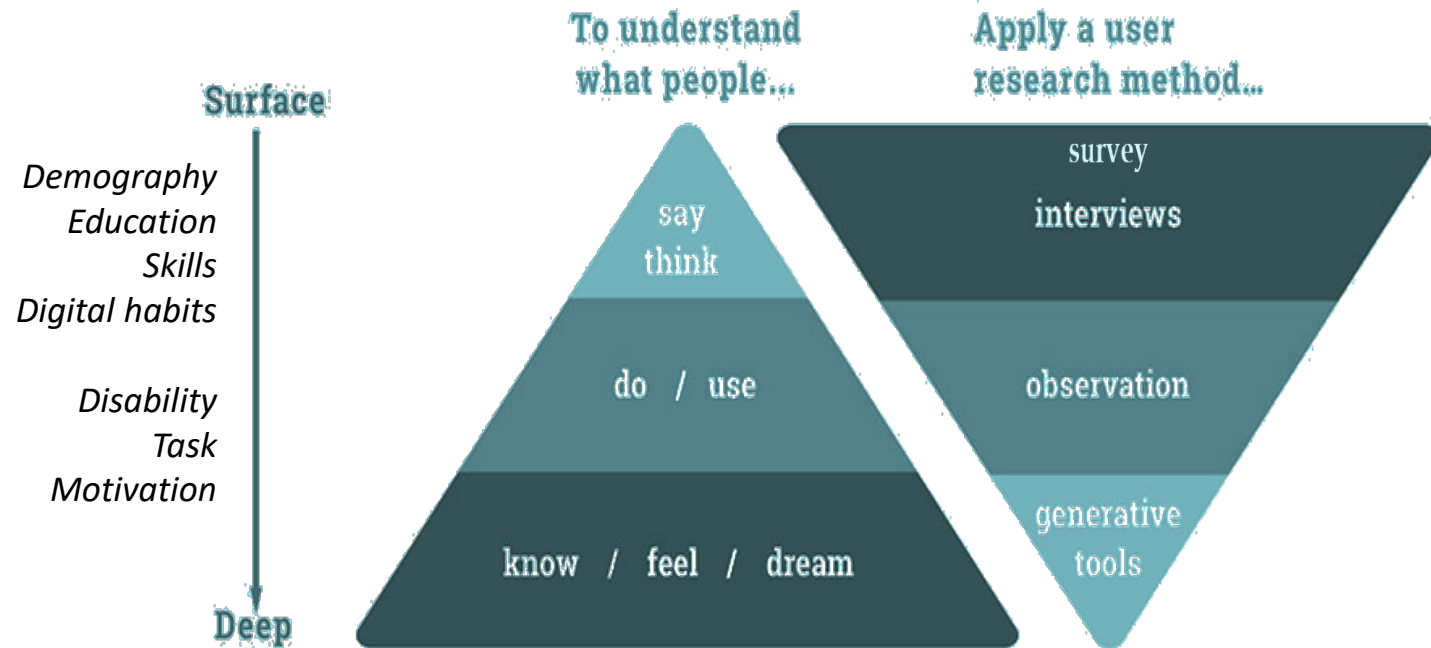 Surface
Demography
Education
Skills
Digital habits
Disability
Task
Motivation
Deep
To understand
what people...
say
think
do / use
know / feel / dream
Apply a user
research method...
survey
interviews
observation
generative
tools